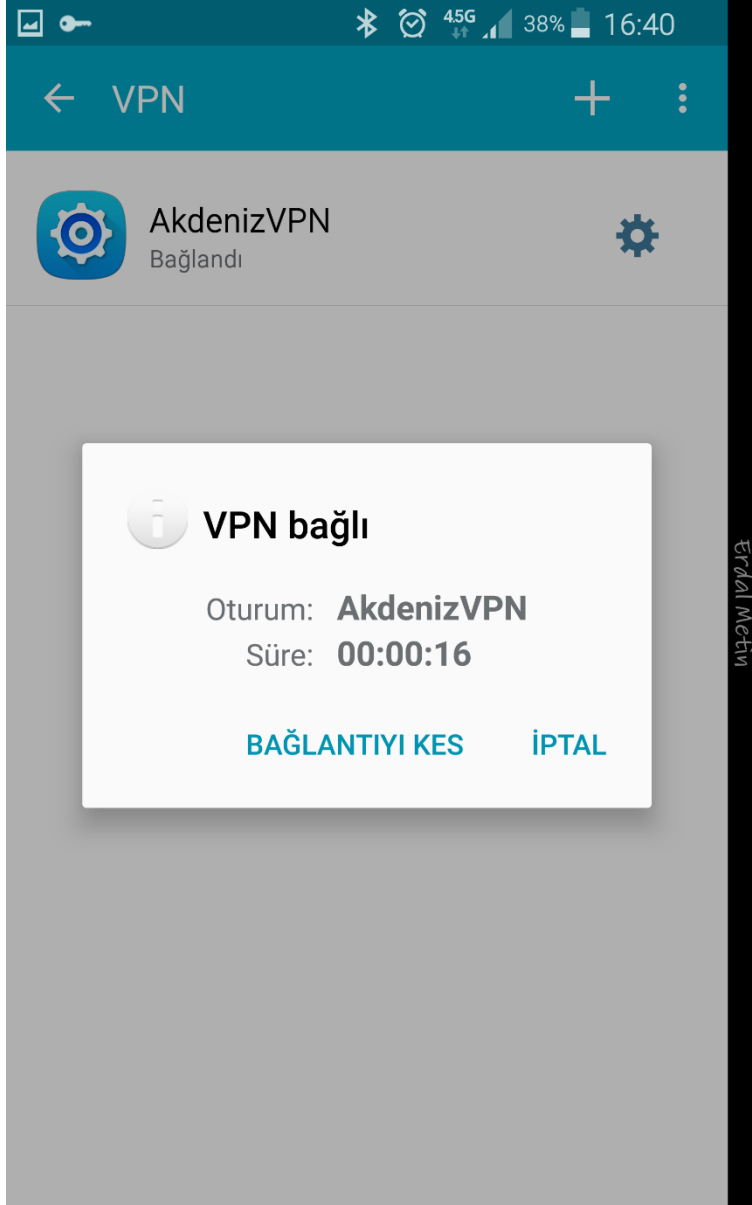 4.5G 38% 16:40
VPN
AkdenizVPN
Bağlandı
VPN bağlı
Oturum: AkdenizVPN
Süre: 00:00:16
BAĞLANTIYI KES İPTAL
Erdal Metin